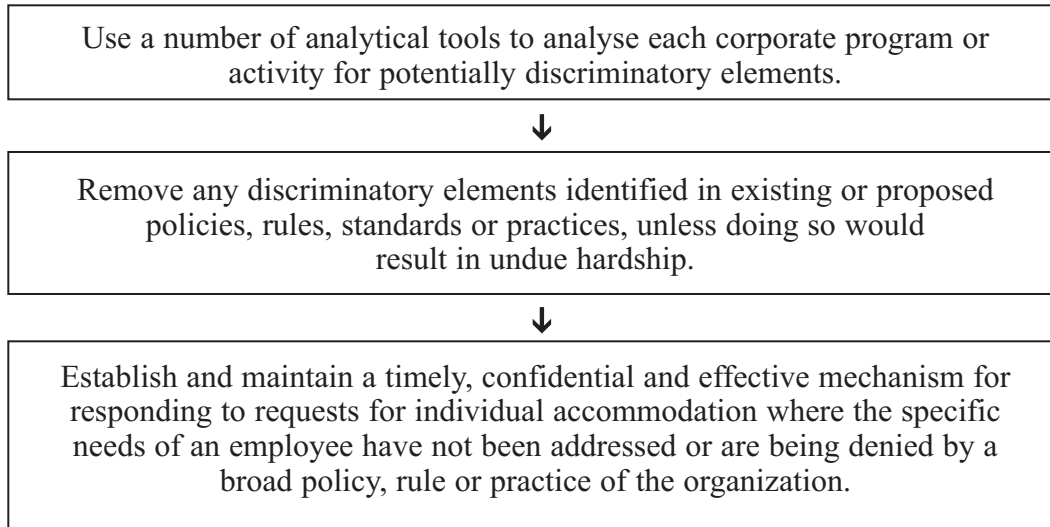 Use a number of analytical tools to analyse each corporate program or
activity for potentially discriminatory elements.
Remove any discriminatory elements identified in existing or proposed
policies, rules, standards or practices, unless doing so would
result in undue hardship.
Establish and maintain a timely, confidential and effective mechanism for
responding to requests for individual accommodation where the specific
needs of an employee have not been addressed or are being denied by a
broad policy, rule or practice of the organization.